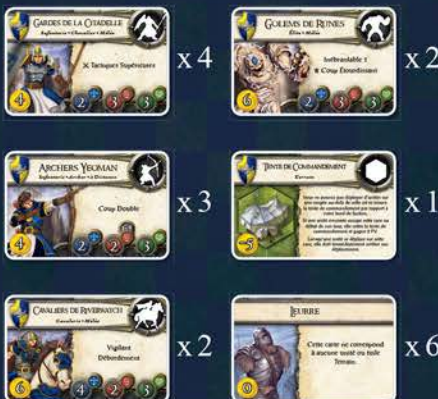 GARDES DE LA CITADELLE
Infanterie • Chevalier • Mêlée
Tactiques Supérieures
4
2
3
3
x 4
GOLEMS DE RUNES
Élite • Mêlée
Inébranlable 1
Coup Étourdissant
6
2
3
3
x 2
ARCHERS YEOMAN
Infanterie • Archer • à Distance
Coup Double
4
2
2
3
x 3
TENTE DE COMMANDEMENT
Terrain
-5
x 1
CAVALIERS DE RIVERWATCH
Cavalerie • Mêlée
Vigilant
Débordement
6
4
2
3
x 2
LEURRE
Cette carte ne correspond
à aucune unité ou tuile
Terrain.
0
x 6